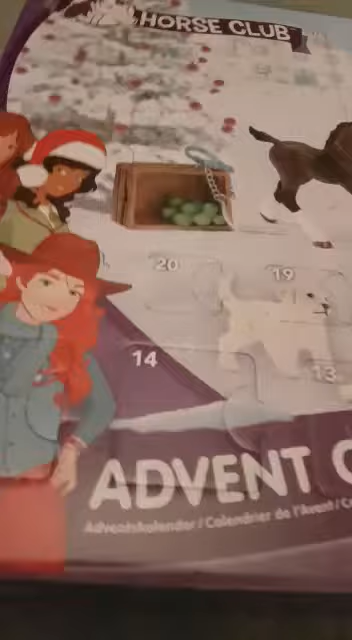 HORSE CLUB
20
19
14
13
ADVENT C
Adventskalender / Calendrier de l'Avent / C